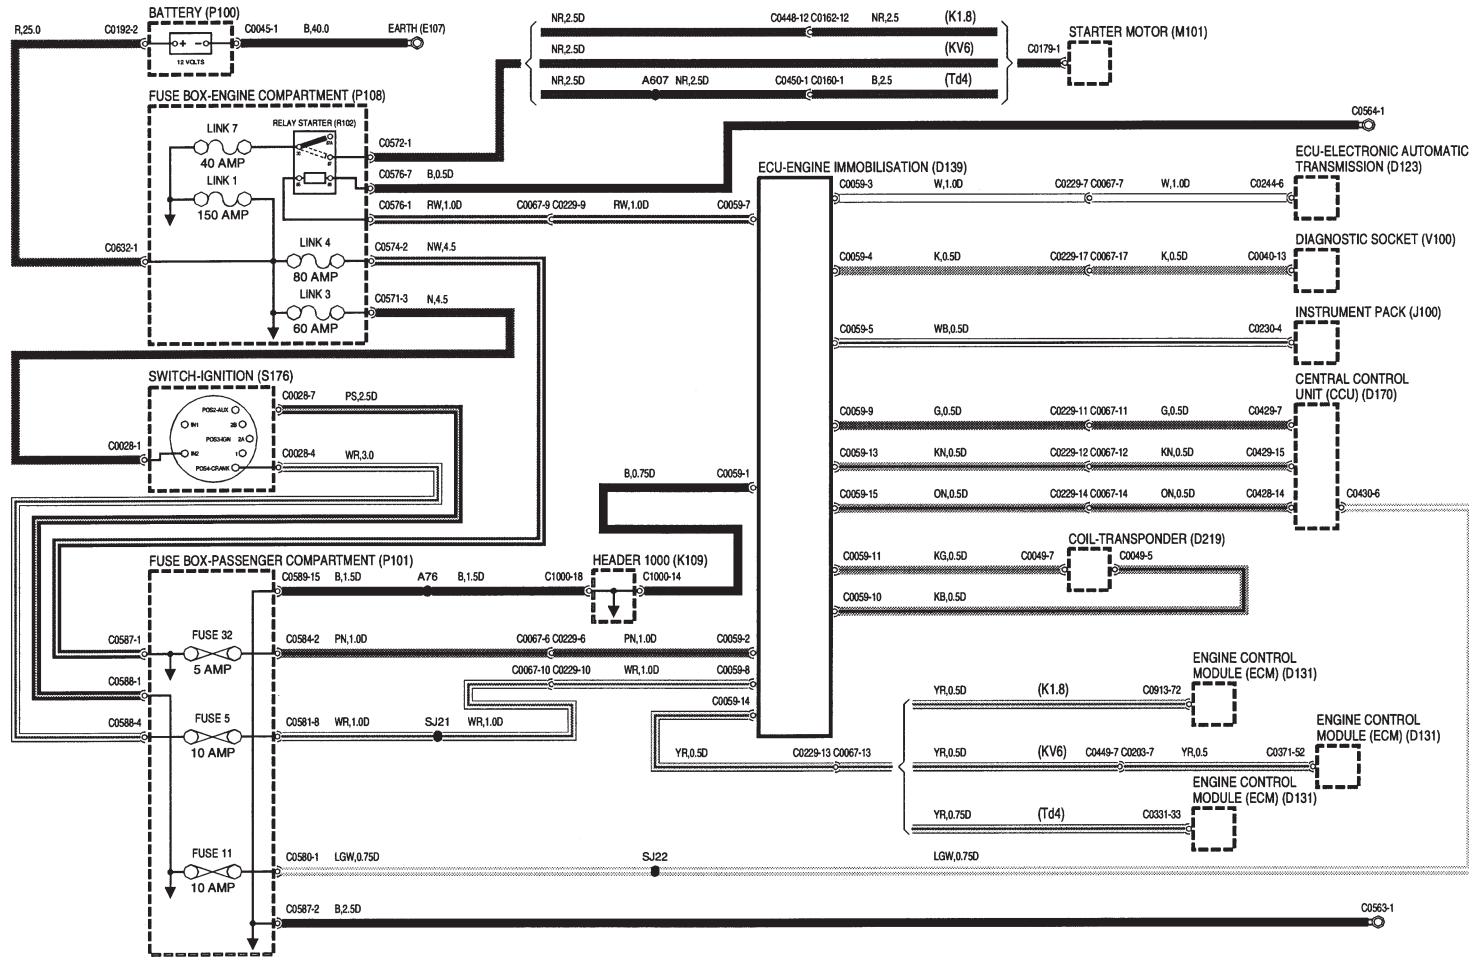 BATTERY (P100)
R,25.0
C0192-2
12 VOLTS
C0045-1
B,40.0
EARTH (E107)
NR,2.5D
C0448-12 C0162-12
NR,2.5
(K1.8)
NR,2.5D
(KV6)
NR,2.5D
A607
NR,2.5D
C0450-1 C0160-1
B,2.5
(Td4)
C0179-1
STARTER MOTOR (M101)
FUSE BOX-ENGINE COMPARTMENT (P108)
LINK 7
40 AMP
RELAY STARTER (R102)
LINK 1
150 AMP
C0572-1
C0576-7
B,0.5D
C0564-1
C0576-1
RW,1.0D
C0067-9 C0229-9
RW,1.0D
C0059-7
C0632-1
LINK 4
80 AMP
C0574-2
NW,4.5
LINK 3
60 AMP
C0571-3
N,4.5
ECU-ENGINE IMMOBILISATION (D139)
C0059-3
W,1.0D
C0229-7 C0067-7
W,1.0D
C0244-6
ECU-ELECTRONIC AUTOMATIC
TRANSMISSION (D123)
C0059-4
K,0.5D
C0229-17 C0067-17
K,0.5D
C0040-13
DIAGNOSTIC SOCKET (V100)
C0059-5
WB,0.5D
C0230-4
INSTRUMENT PACK (J100)
CENTRAL CONTROL
UNIT (CCU) (D170)
C0059-9
G,0.5D
C0229-11 C0067-11
G,0.5D
C0429-7
C0059-13
KN,0.5D
C0229-12 C0067-12
KN,0.5D
C0429-15
C0059-15
ON,0.5D
C0229-14 C0067-14
ON,0.5D
C0428-14
C0430-6
SWITCH-IGNITION (S176)
C0028-7
PS,2.5D
POS2-AUX
IN1
2B
POS3-IGN
2A
IN2
1
POS4-CRANK
C0028-1
C0028-4
WR,3.0
B,0.75D
C0059-1
COIL-TRANSPONDER (D219)
C0059-11
KG,0.5D
C0049-7
C0049-5
C0059-10
KB,0.5D
FUSE BOX-PASSENGER COMPARTMENT (P101)
C0589-15
B,1.5D
A76
B,1.5D
C1000-18
HEADER 1000 (K109)
C1000-14
C0587-1
FUSE 32
5 AMP
C0584-2
PN,1.0D
C0067-6 C0229-6
PN,1.0D
C0059-2
C0067-10 C0229-10
WR,1.0D
C0059-8
C0588-1
C0059-14
C0588-4
FUSE 5
10 AMP
C0581-8
WR,1.0D
SJ21
WR,1.0D
YR,0.5D
C0229-13 C0067-13
YR,0.5D
(K1.8)
C0913-72
ENGINE CONTROL
MODULE (ECM) (D131)
YR,0.5D
(KV6)
C0449-7 C0203-7
YR,0.5
C0371-52
ENGINE CONTROL
MODULE (ECM) (D131)
YR,0.75D
(Td4)
C0331-33
ENGINE CONTROL
MODULE (ECM) (D131)
FUSE 11
10 AMP
C0580-1
LGW,0.75D
SJ22
LGW,0.75D
C0587-2
B,2.5D
C0563-1